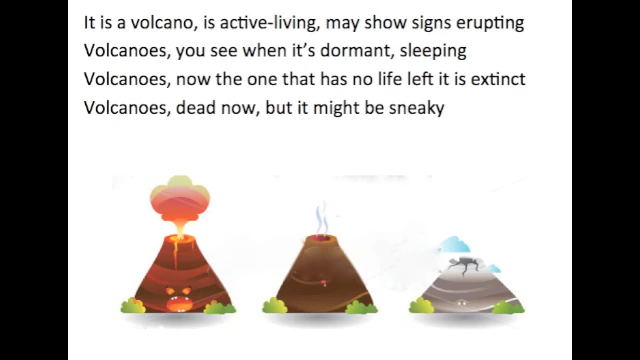 It is a volcano, is active-living, may show signs erupting
Volcanoes, you see when it’s dormant, sleeping
Volcanoes, now the one that has no life left it is extinct
Volcanoes, dead now, but it might be sneaky